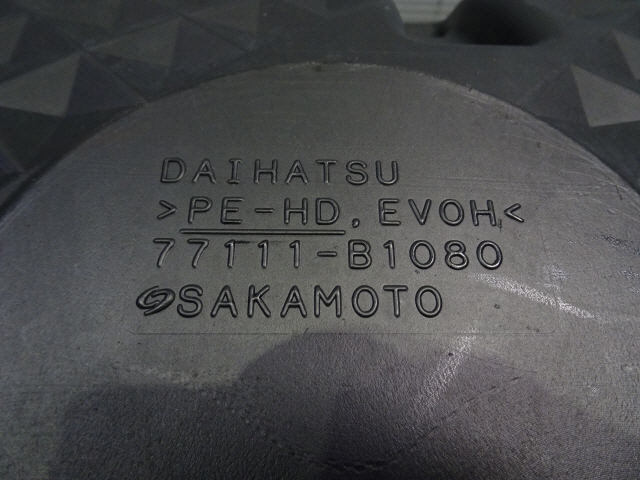 DAIHATSU
>PE-HD,EVOH<
77111-B1080
SAKAMOTO